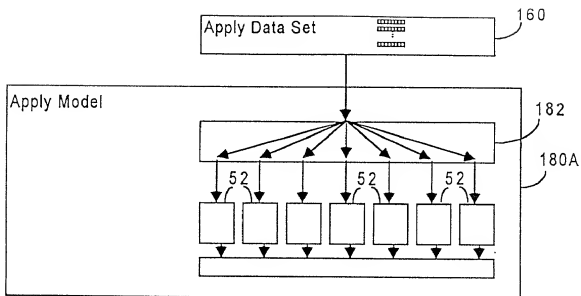 160
Apply Data Set
Apply Model
182
180A
52 52 52